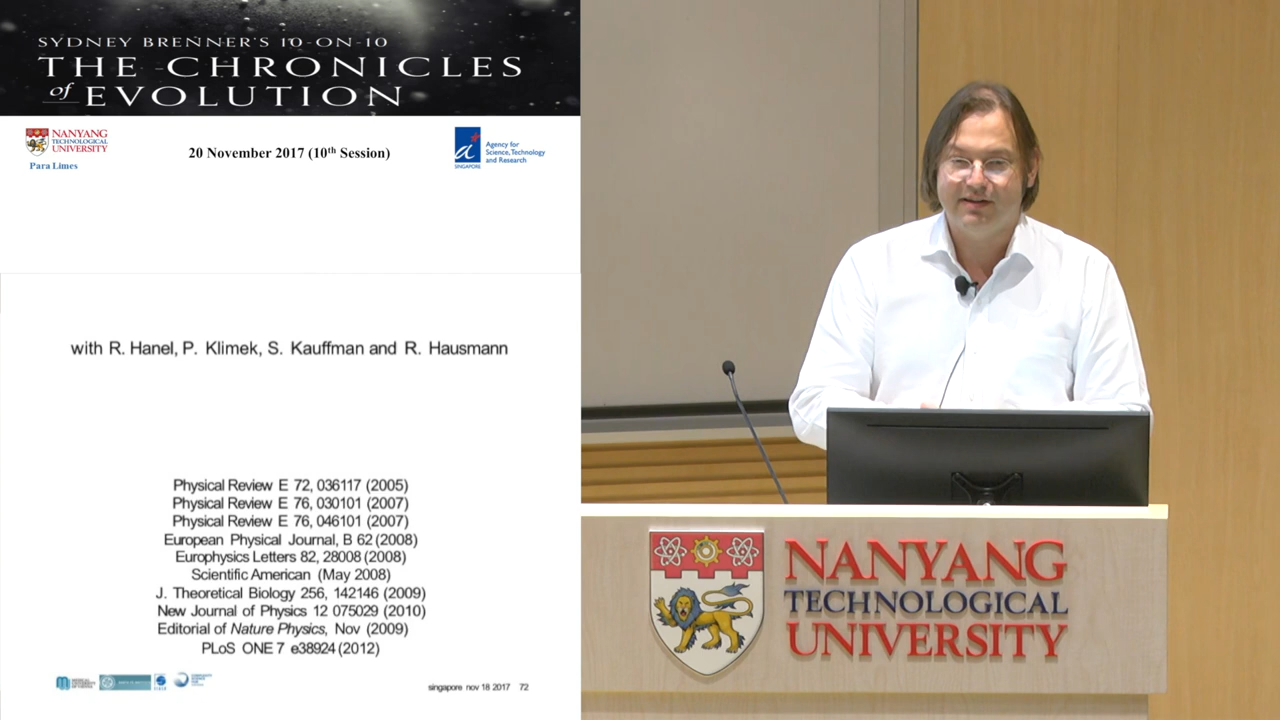 SYDNEY BRENNER'S 10-ON-10
THE CHRONICLES
of EVOLUTION
NANYANG
TECHNOLOGICAL
UNIVERSITY
Para Limes
20 November 2017 (10th Session)
SINGAPORE
Agency for
Science, Technology
and Research
with R. Hanel, P. Klimek, S. Kauffman and R. Hausmann
Physical Review E 72, 036117 (2005)
Physical Review E 76, 030101 (2007)
Physical Review E 76, 046101 (2007)
European Physical Journal, B 62 (2008)
Europhysics Letters 82, 28008 (2008)
Scientific American (May 2008)
J. Theoretical Biology 256, 142146 (2009)
New Journal of Physics 12 075029 (2010)
Editorial of Nature Physics, Nov (2009)
PLoS ONE 7 e38924 (2012)
singapore nov 18 2017 72
NANYANG
TECHNOLOGICAL
UNIVERSITY